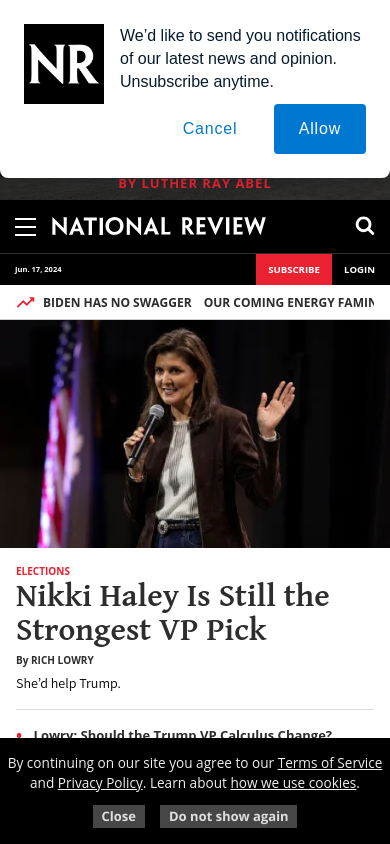 NR
We’d like to send you notifications
of our latest news and opinion.
Unsubscribe anytime.
Cancel
Allow
BY LUTHER RAY ABEL
NATIONAL REVIEW
Jun. 17, 2024
SUBSCRIBE
LOGIN
BIDEN HAS NO SWAGGER OUR COMING ENERGY FAMIN
ELECTIONS
Nikki Haley Is Still the
Strongest VP Pick
By RICH LOWRY
She’d help Trump.
Lowry: Should the Trump VP Calculus Change?
By continuing on our site you agree to our Terms of Service
and Privacy Policy. Learn about how we use cookies.
Close
Do not show again